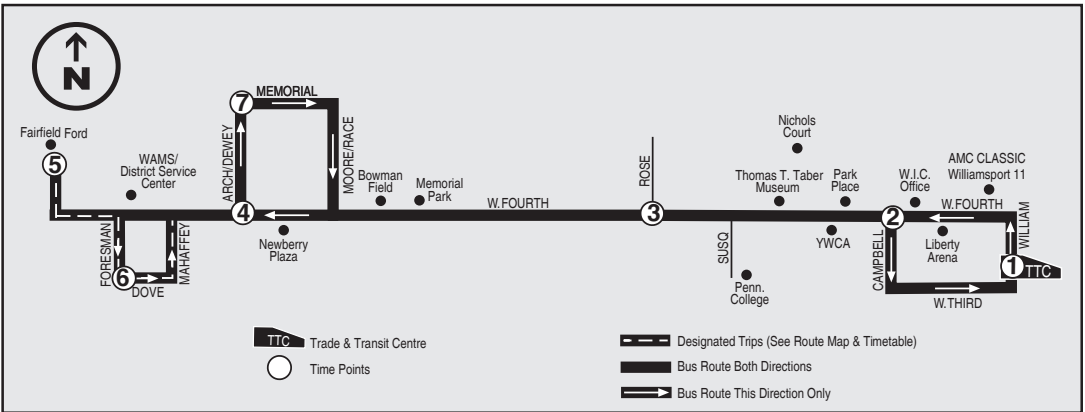 N
Fairfield Ford
5
WAMS/
District Service
Center
FORESMAN
6
DOVE
MAHAFFEY
7
MEMORIAL
ARCH/DEWEY
MOORE/RACE
4
Newberry
Plaza
Bowman
Field
Memorial
Park
W.FOURTH
ROSE
3
SUSQ
Penn.
College
Nichols
Court
Thomas T. Taber
Museum
Park
Place
YWCA
2
W.I.C.
Office
AMC CLASSIC
Williamsport 11
W.FOURTH
WILLIAM
Liberty
Arena
CAMPBELL
1
TTC
W.THIRD
TTC
Trade & Transit Centre
Time Points
Designated Trips (See Route Map & Timetable)
Bus Route Both Directions
Bus Route This Direction Only